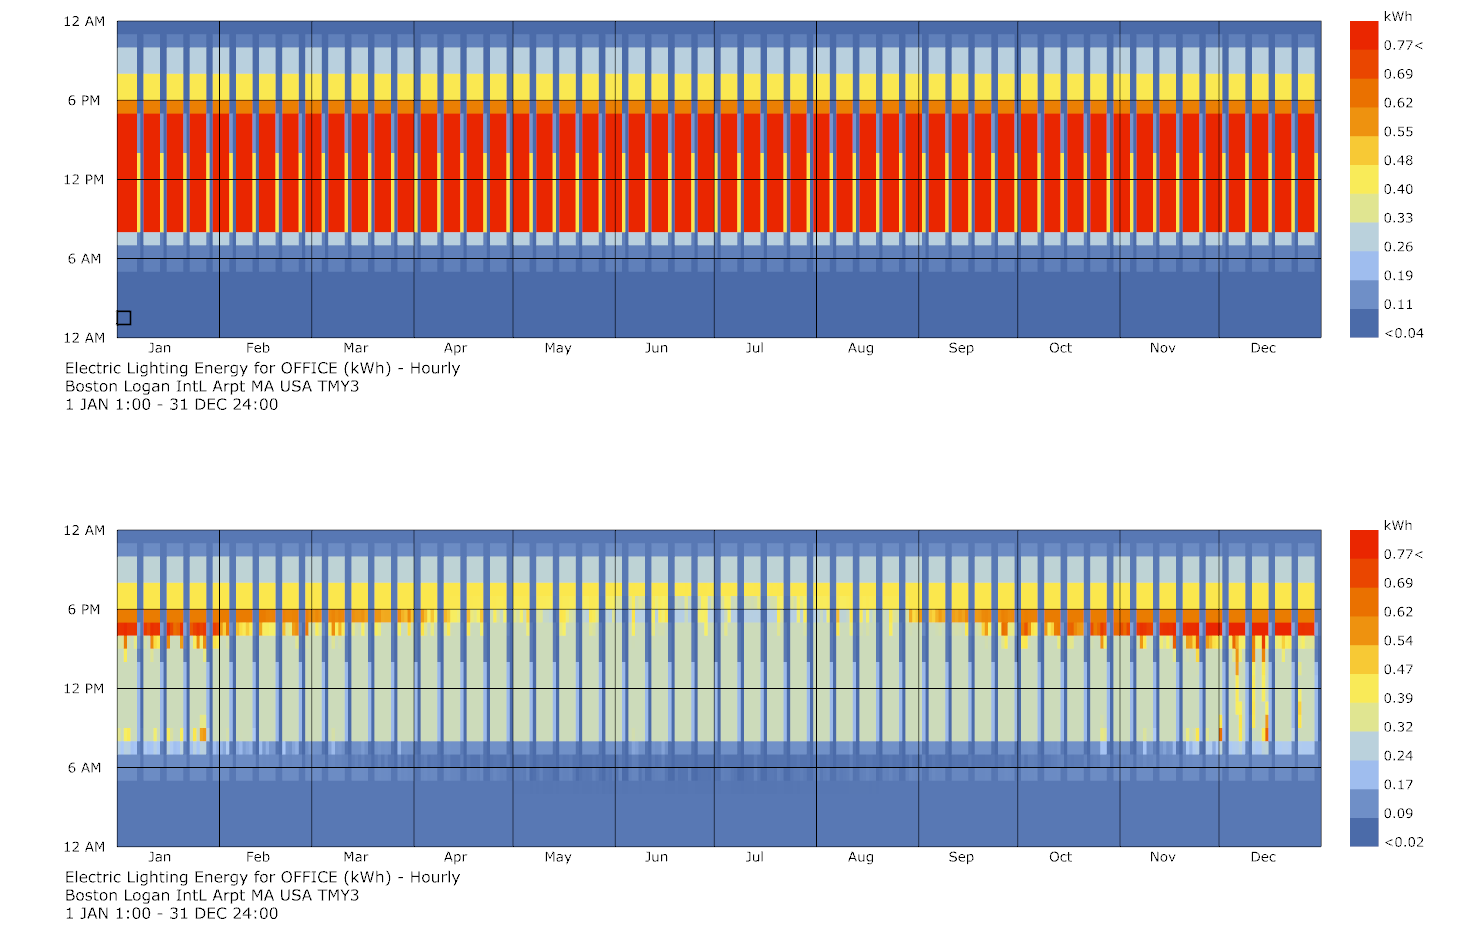 kWh
12 AM
0.77<
0.69
6 PM
0.62
0.55
0.48
12 PM
0.40
0.33
0.26
6 AM
0.19
0.11
12 AM
<0.04
Jan Feb Mar Apr May Jun Jul Aug Sep Oct Nov Dec
Electric Lighting Energy for OFFICE (kWh) - Hourly
Boston Logan IntL Arpt MA USA TMY3
1 JAN 1:00 - 31 DEC 24:00
kWh
12 AM
0.77<
0.69
6 PM
0.62
0.54
0.47
12 PM
0.39
0.32
0.24
6 AM
0.17
0.09
12 AM
<0.02
Jan Feb Mar Apr May Jun Jul Aug Sep Oct Nov Dec
Electric Lighting Energy for OFFICE (kWh) - Hourly
Boston Logan IntL Arpt MA USA TMY3
1 JAN 1:00 - 31 DEC 24:00